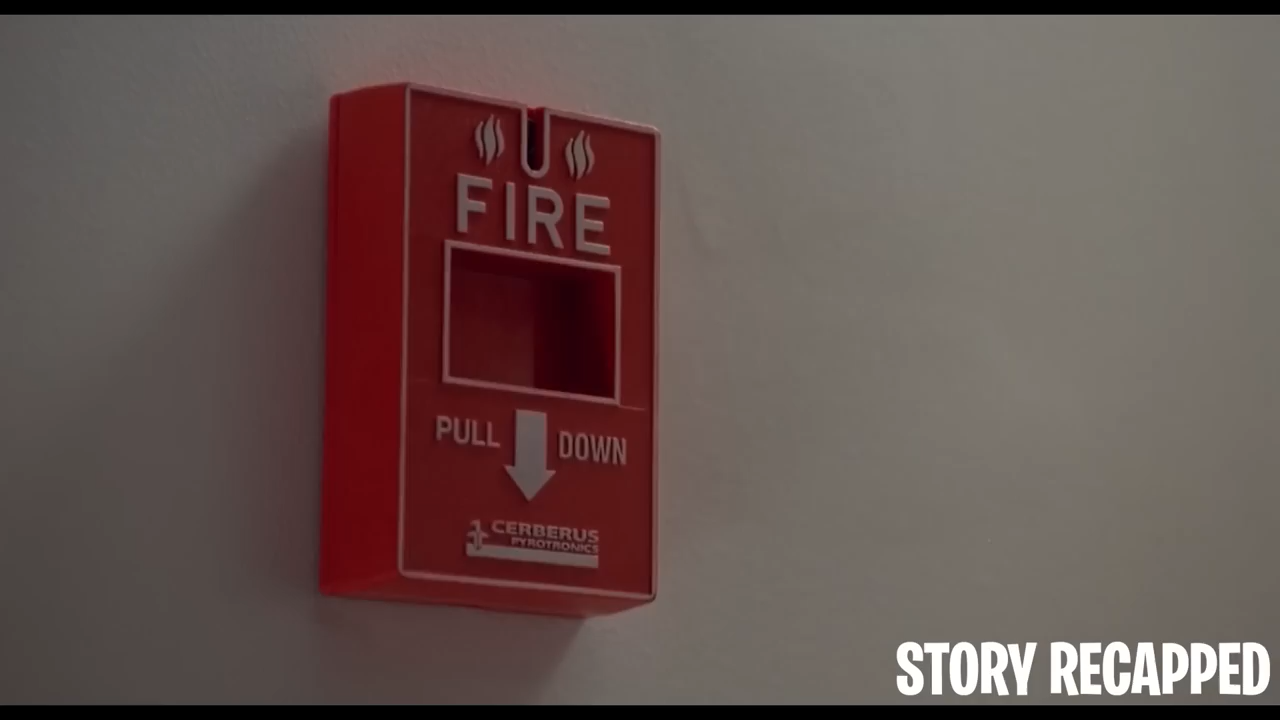 FIRE
PULL DOWN
CERBERUS
PYROTRONICS
STORY RECAPPED